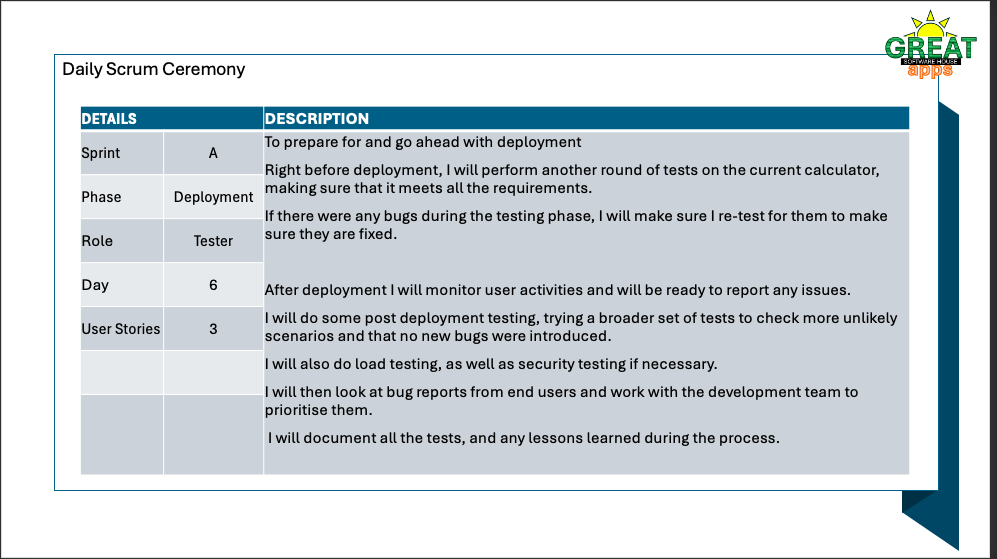 GREAT
SOFTWARE HOUSE
apps
Daily Scrum Ceremony
DETAILS
DESCRIPTION
Sprint
A
Phase
Deployment
Role
Tester
Day
6
User Stories
3
To prepare for and go ahead with deployment
Right before deployment, I will perform another round of tests on the current calculator,
making sure that it meets all the requirements.
If there were any bugs during the testing phase, I will make sure I re-test for them to make
sure they are fixed.
After deployment I will monitor user activities and will be ready to report any issues.
I will do some post deployment testing, trying a broader set of tests to check more unlikely
scenarios and that no new bugs were introduced.
I will also do load testing, as well as security testing if necessary.
I will then look at bug reports from end users and work with the development team to
prioritise them.
I will document all the tests, and any lessons learned during the process.